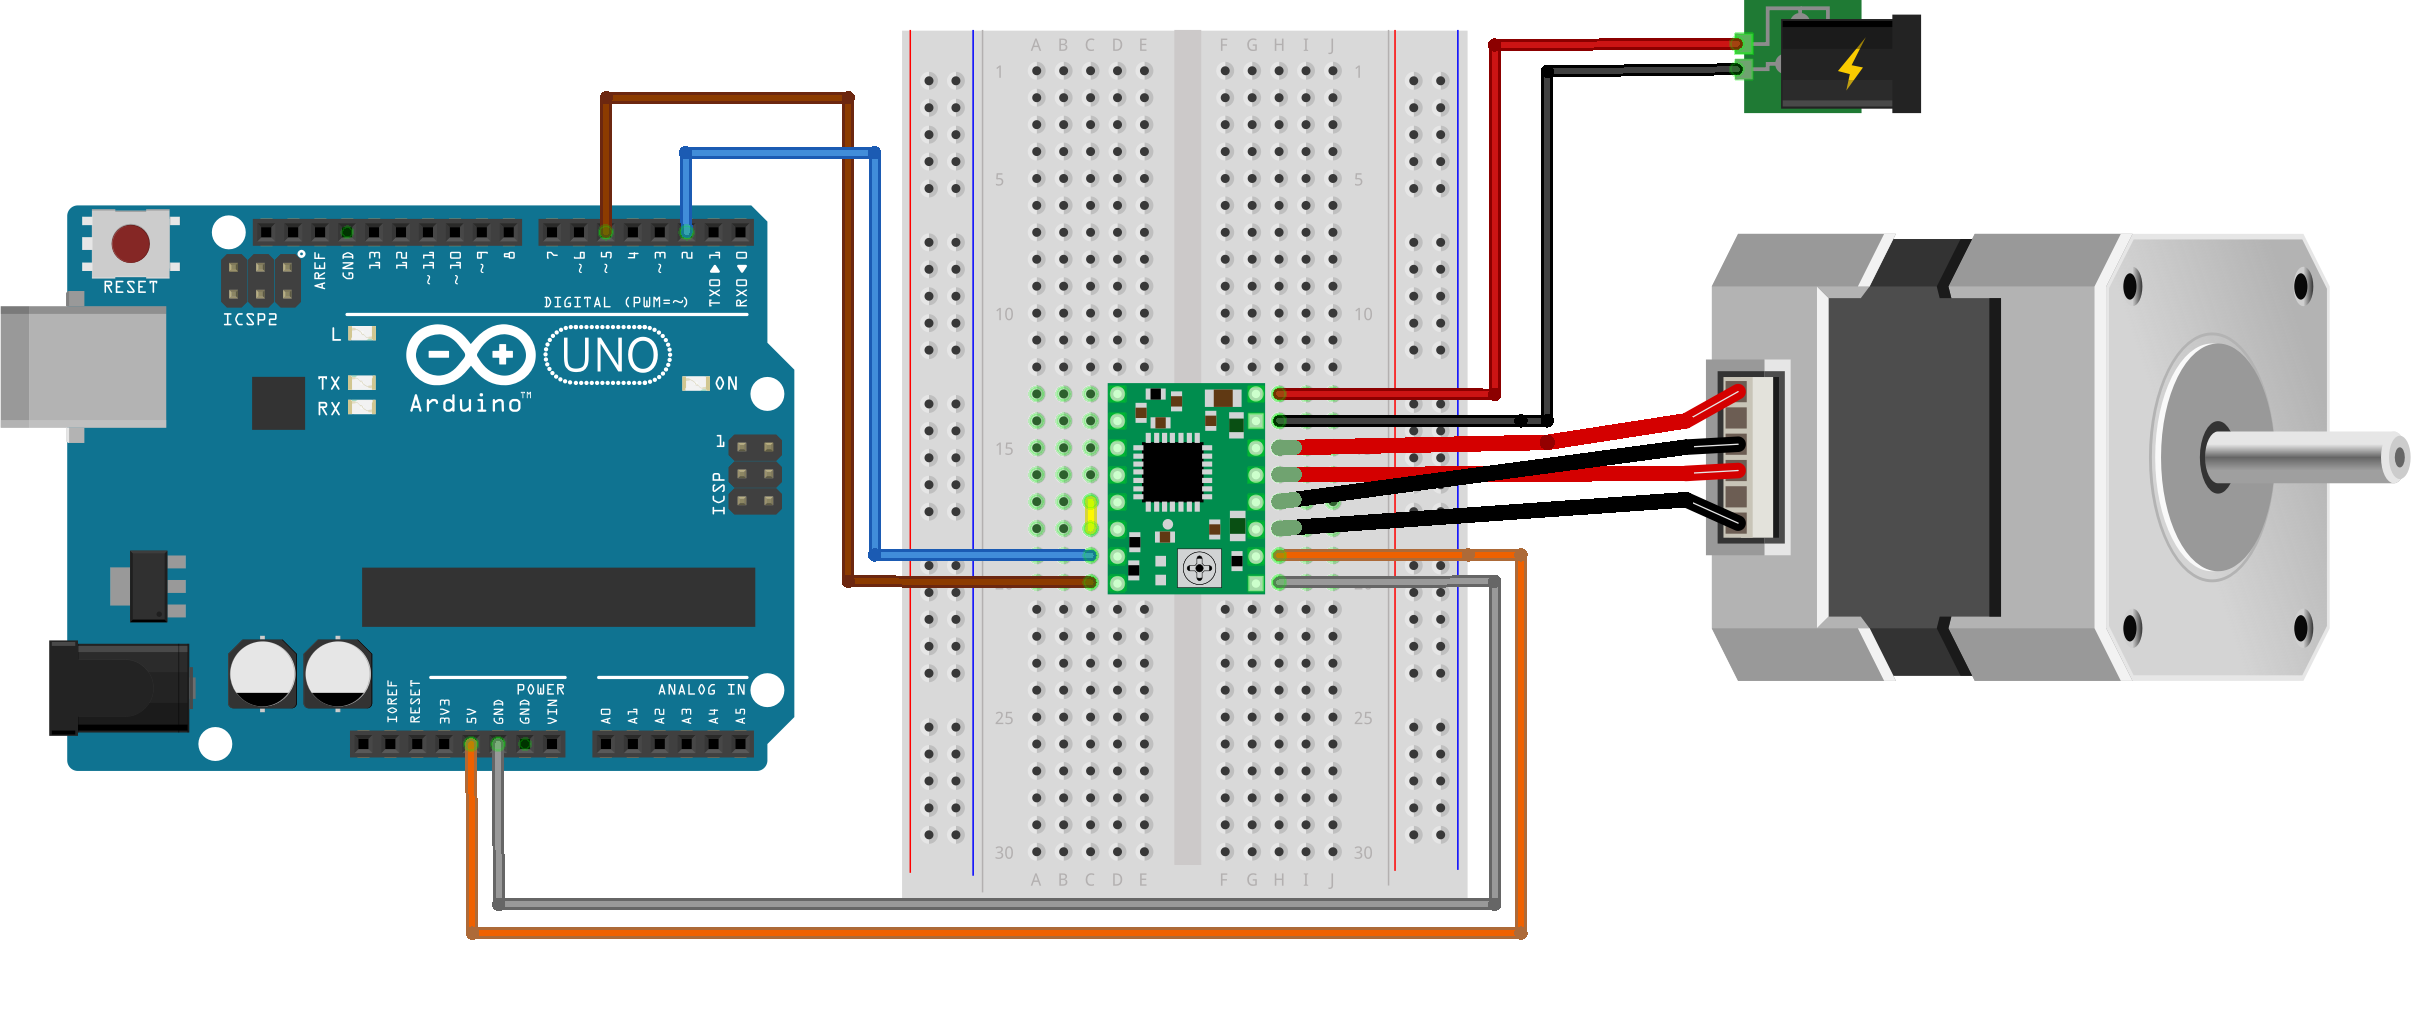 A B C D E F G H I J
1 1
5 5
10 10
15
25 25
30 30
A B C D E F G H I J
RESET
ICSP2
AREF
GND
13
12
~11
~10
~9
8
7
~6
~5
4
~3
2
TXO▶1
RXO◀0
DIGITAL (PWM=~)
L
TX
RX
UNO
ON
Arduino™
1
ICSP
IOREF
RESET
3V3
5V
GND
GND
VIN
POWER
ANALOG IN
A0
A1
A2
A3
A4
A5